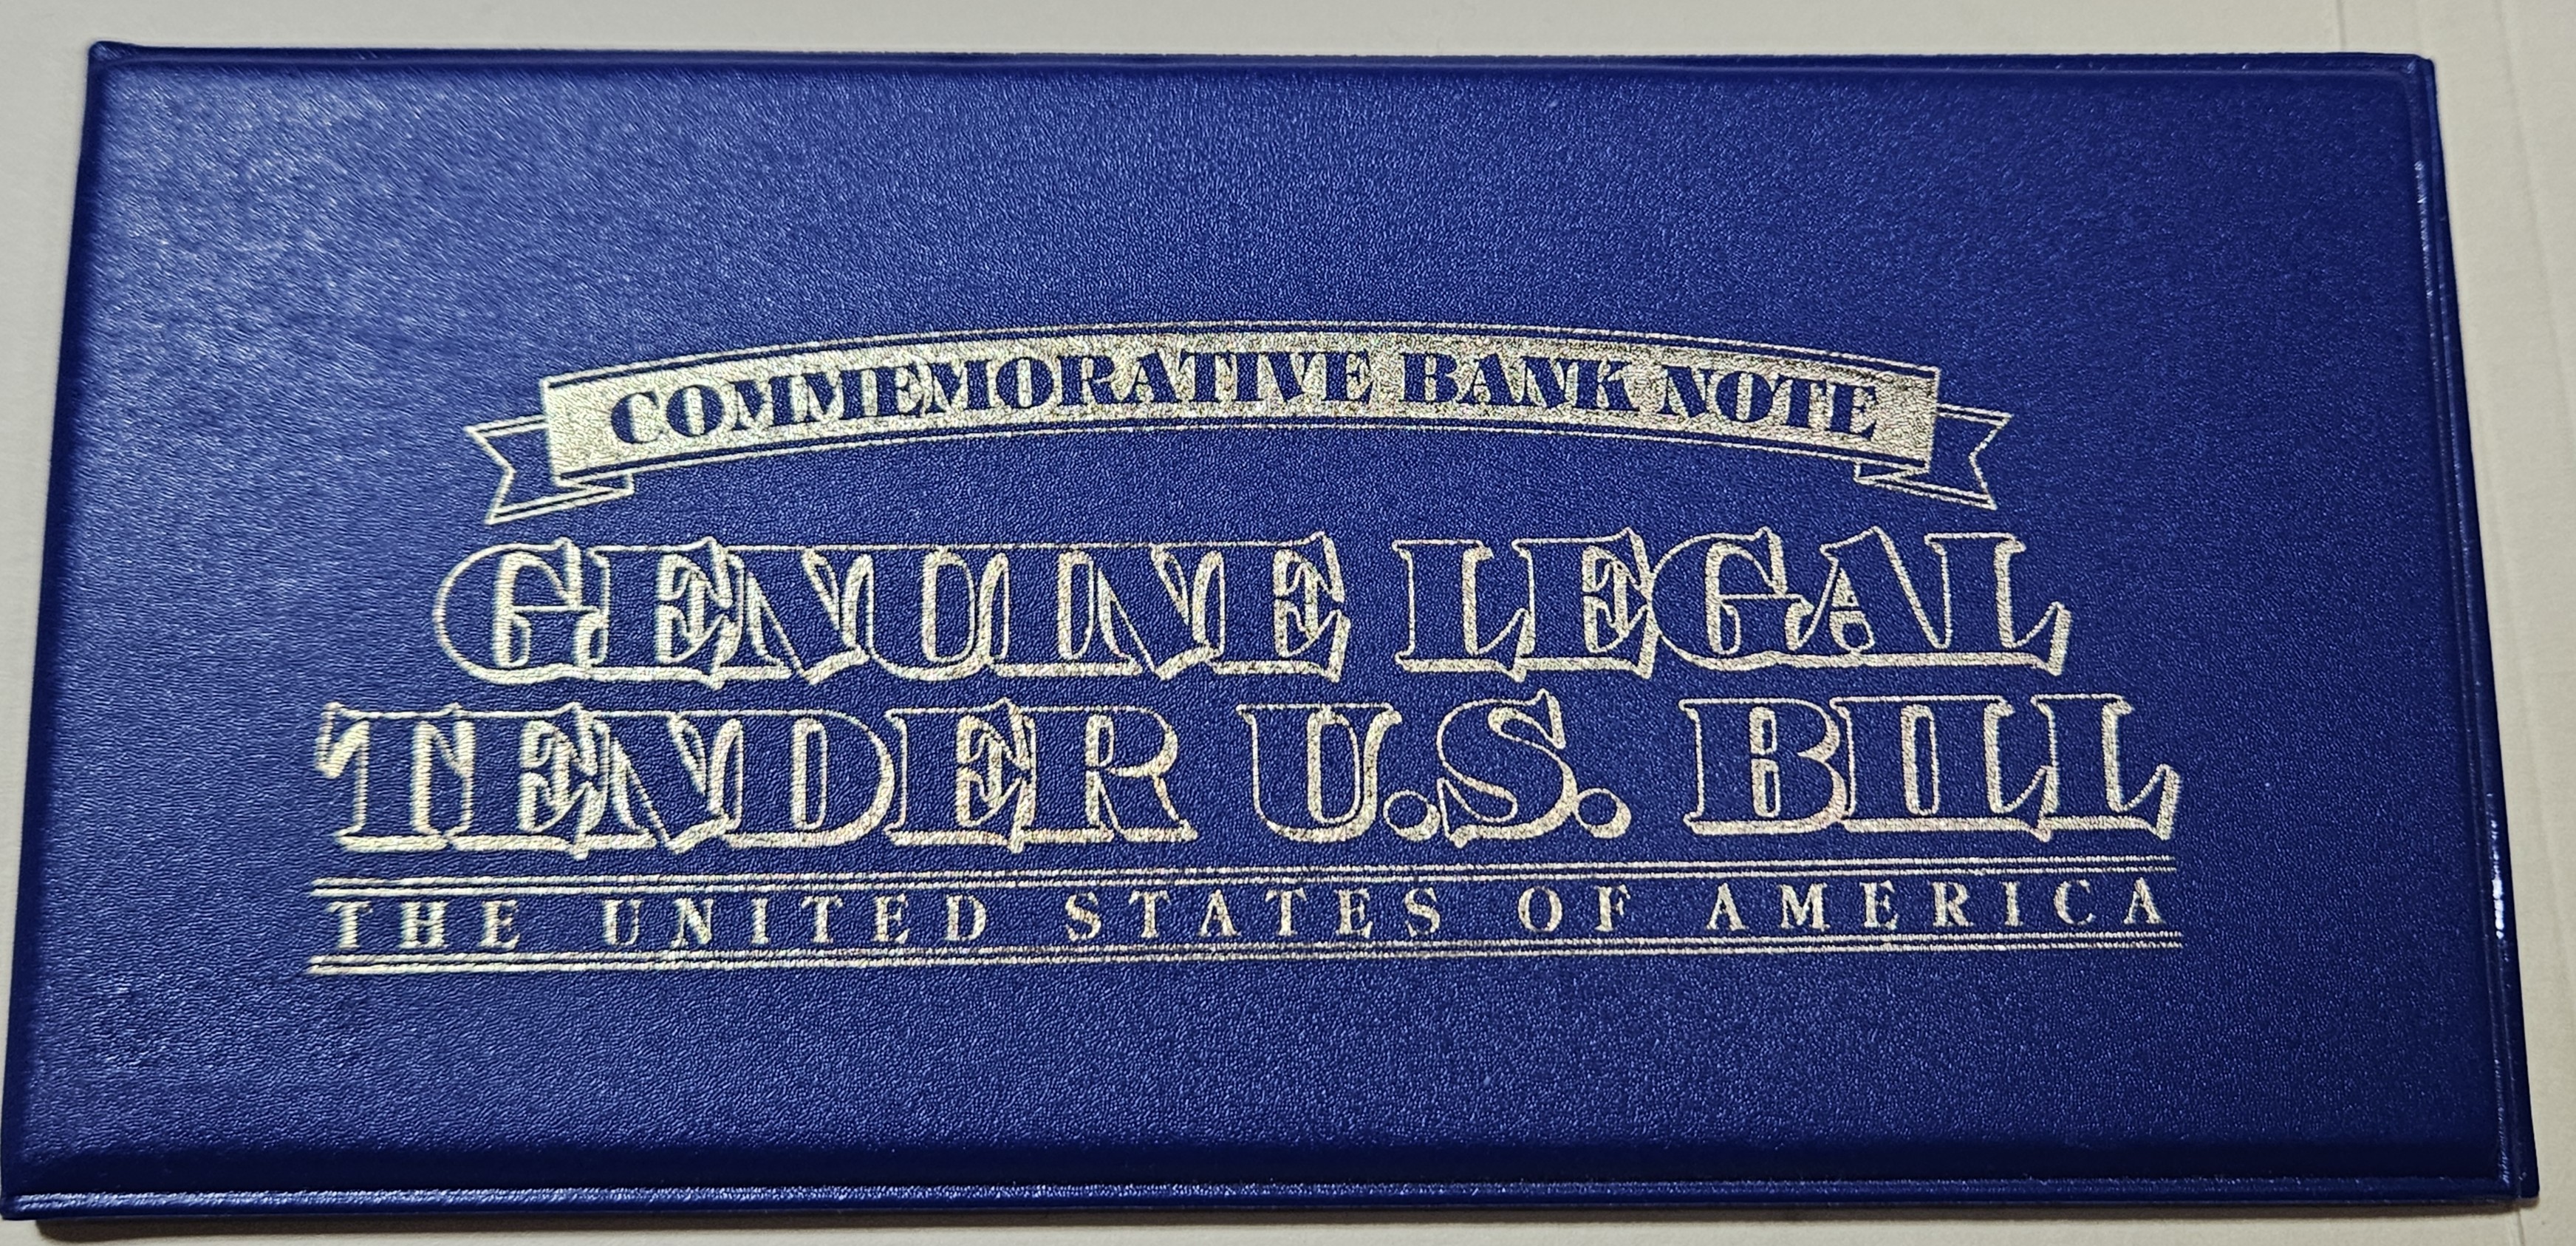 COMMEMORATIVE BANK NOTE
GENUINE LEGAL
TENDER U.S. BILL
THE UNITED STATES OF AMERICA